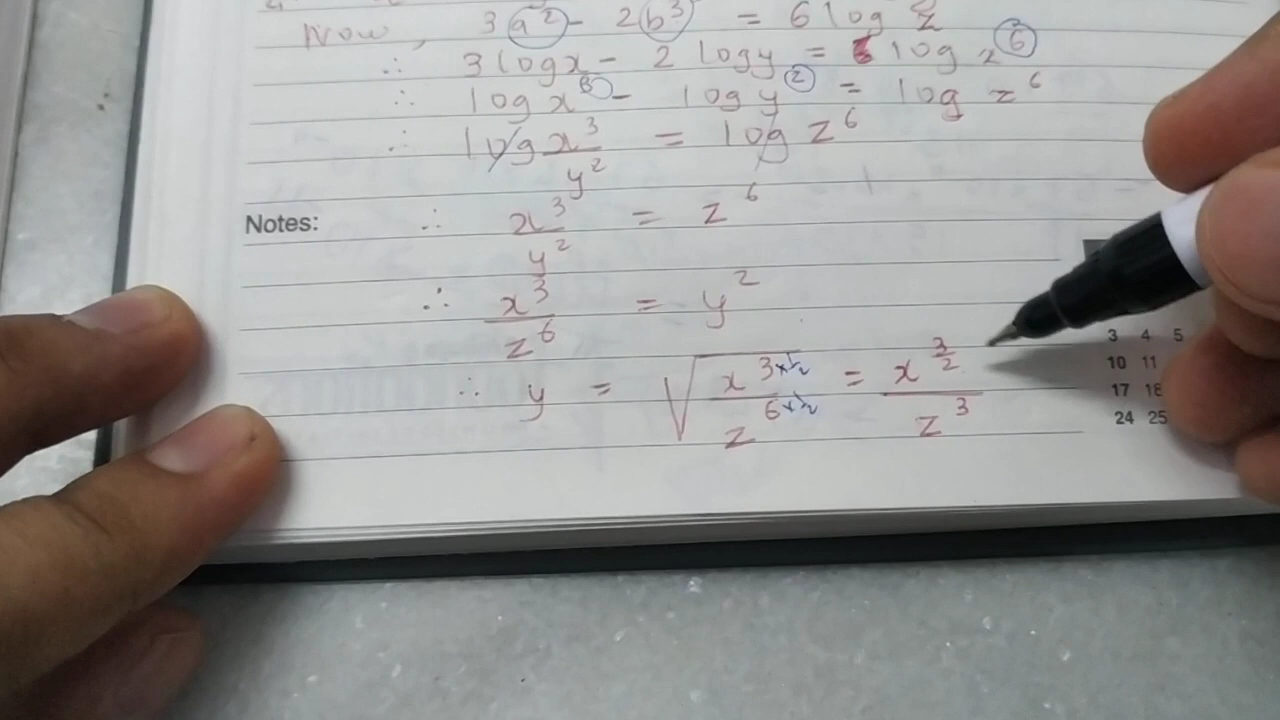 Now, 3a² - 2b³ = 6 log z
∴ 3 log x - 2 log y = 6 log z⁶
∴ log x³ - log y² = log z⁶
∴ log x³/y² = log z⁶
Notes: ∴ x³/y² = z⁶
∴ x³/z⁶ = y²
∴ y = √(x^(3×1/2)/z^(6×1/2)) = x^(3/2)/z³
3 4 5
10 11
17 18
24 25